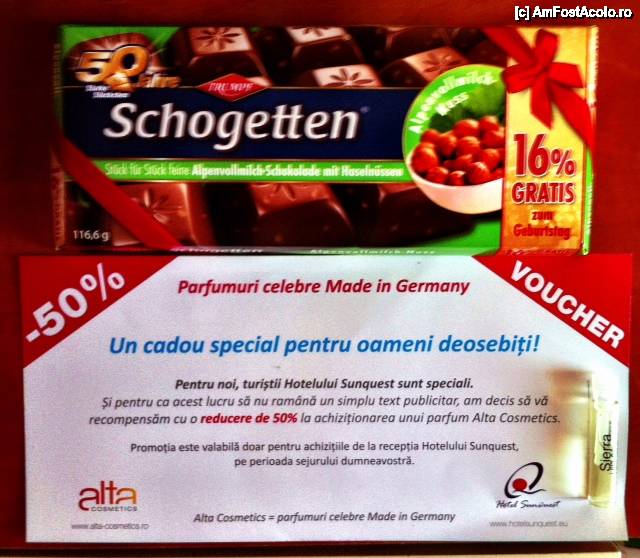 [c] AmFostAcolo.ro
50 Jahre
TRUMPF
Schogetten
Alpenvollmilch-
Nuss
Stück für Stück feine Alpenvollmilch-Schokolade mit Haselnüssen
116,6 g
16%
GRATIS
zum
Geburtstag
Schogetten Alpenvollmilch-Nuss
-50%
VOUCHER
Parfumuri celebre Made in Germany
Un cadou special pentru oameni deosebiți!
Pentru noi, turiștii Hotelului Sunquest sunt speciali.
Și pentru ca acest lucru să nu ramână un simplu text publicitar, am decis să vă
recompensăm cu o reducere de 50% la achiziționarea unui parfum Alta Cosmetics.
Promoția este valabilă doar pentru achizițiile de la recepția Hotelului Sunquest,
pe perioada sejurului dumneavoastră.
alta
COSMETICS
www.alta-cosmetics.ro
Alta Cosmetics = parfumuri celebre Made in Germany
Hotel Sunquest
www.hotelsunquest.eu
Sierra